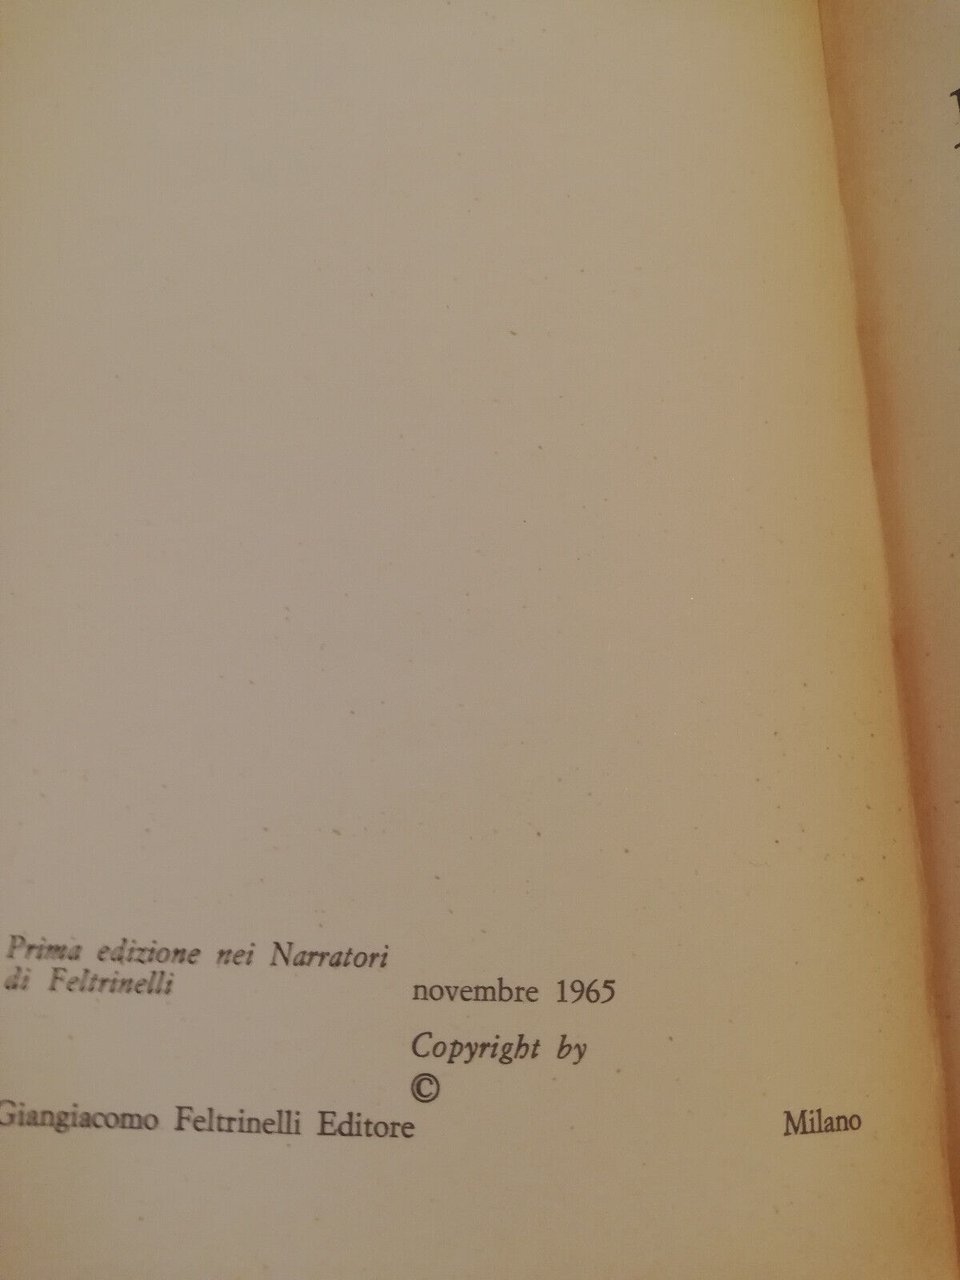 Prima edizione nei Narratori
di Feltrinelli
novembre 1965
Copyright by
©
Giangiacomo Feltrinelli Editore Milano